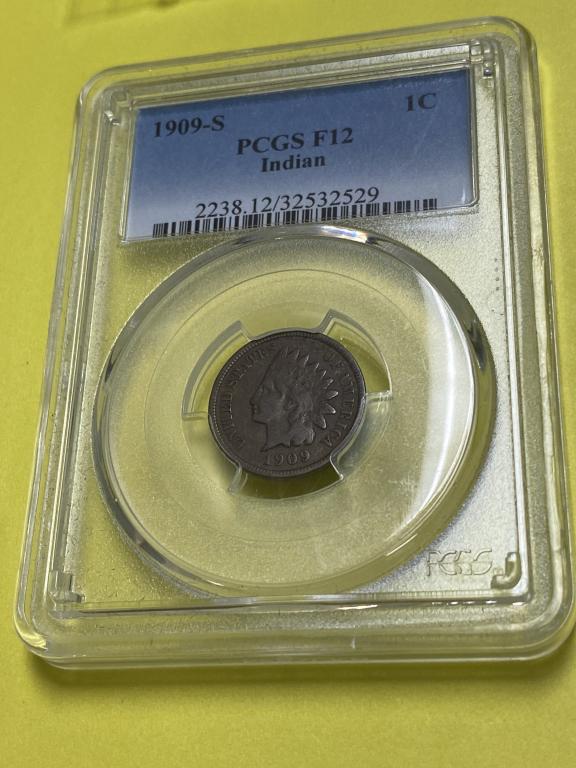 1909-S 1C
PCGS F12
Indian
2238.12/32532529
UNITED STATES OF AMERICA
1909
PCGS